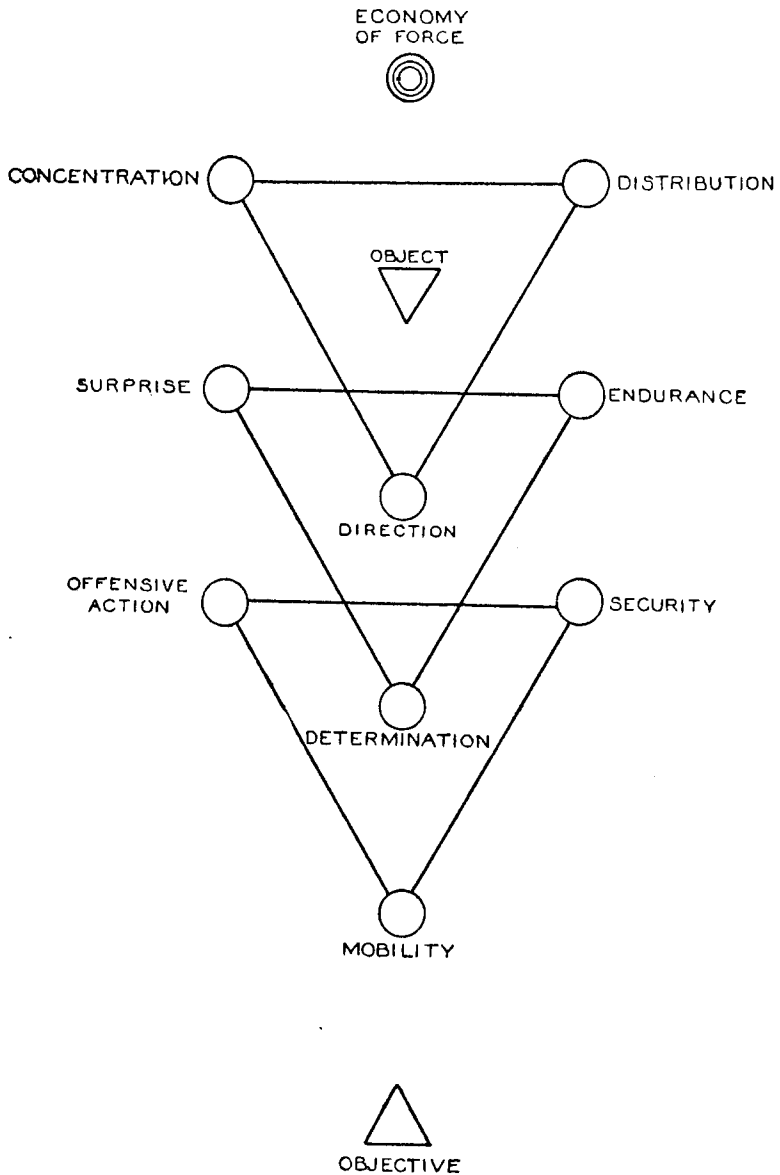 ECONOMY
OF FORCE
CONCENTRATION
DISTRIBUTION
OBJECT
SURPRISE
ENDURANCE
DIRECTION
OFFENSIVE
ACTION
SECURITY
DETERMINATION
MOBILITY
OBJECTIVE